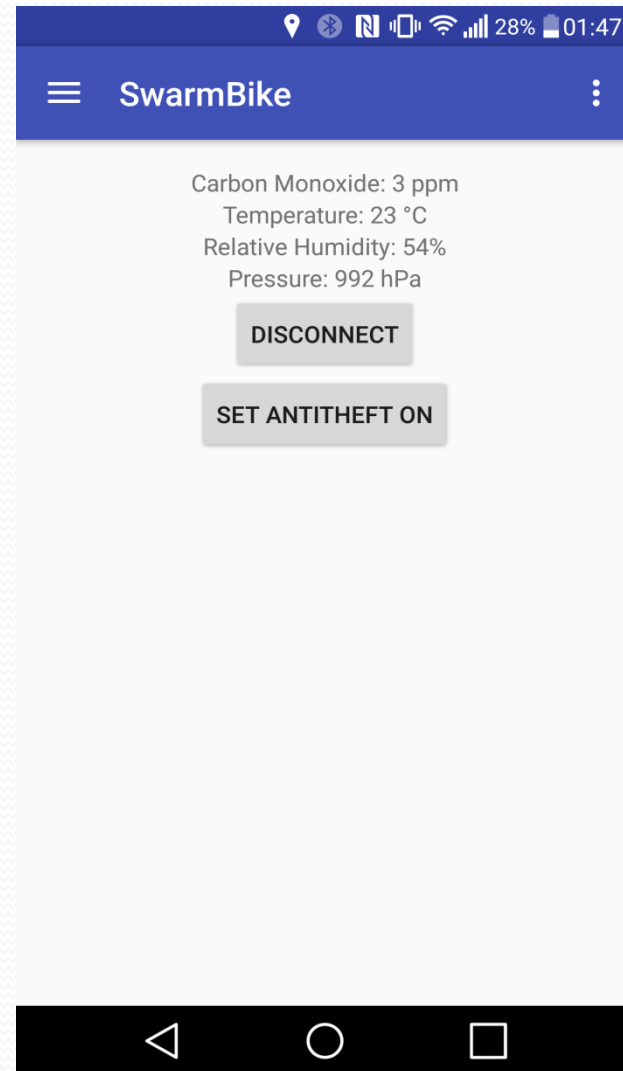 28% 01:47
SwarmBike
Carbon Monoxide: 3 ppm
Temperature: 23 °C
Relative Humidity: 54%
Pressure: 992 hPa
DISCONNECT
SET ANTITHEFT ON